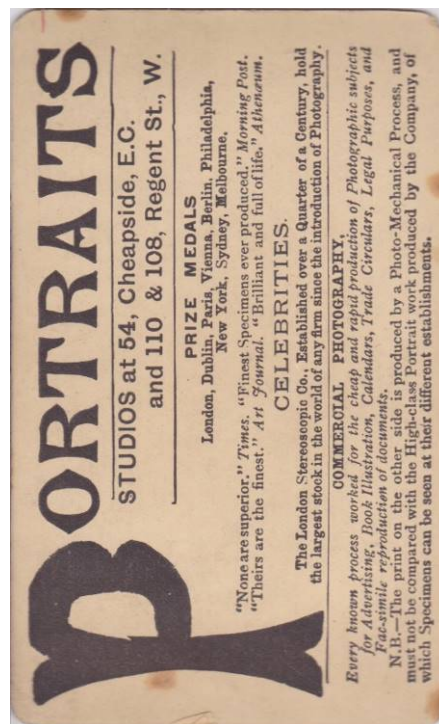 PORTRAITS
STUDIOS at 54, Cheapside, E.C.
and 110 & 108, Regent St., W.
PRIZE MEDALS
London, Dublin, Paris, Vienna, Berlin, Philadelphia,
New York, Sydney, Melbourne.
"None are superior," Times. "Finest Specimens ever produced." Morning Post.
"Theirs are the finest." Art Journal. "Brilliant and full of life." Athenæum.
CELEBRITIES.
The London Stereoscopic Co., Established over a Quarter of a Century, hold
the largest stock in the world of any firm since the introduction of Photography.
COMMERCIAL PHOTOGRAPHY.
Every known process worked for the cheap and rapid production of Photographic subjects
for Advertising, Book Illustration, Calendars, Trade Circulars, Legal Purposes, and
Fac-simile reproduction of documents.
N.B.—The print on the other side is produced by a Photo-Mechanical Process, and
must not be compared with the High-class Portrait work produced by the Company, of
which Specimens can be seen at their different establishments.